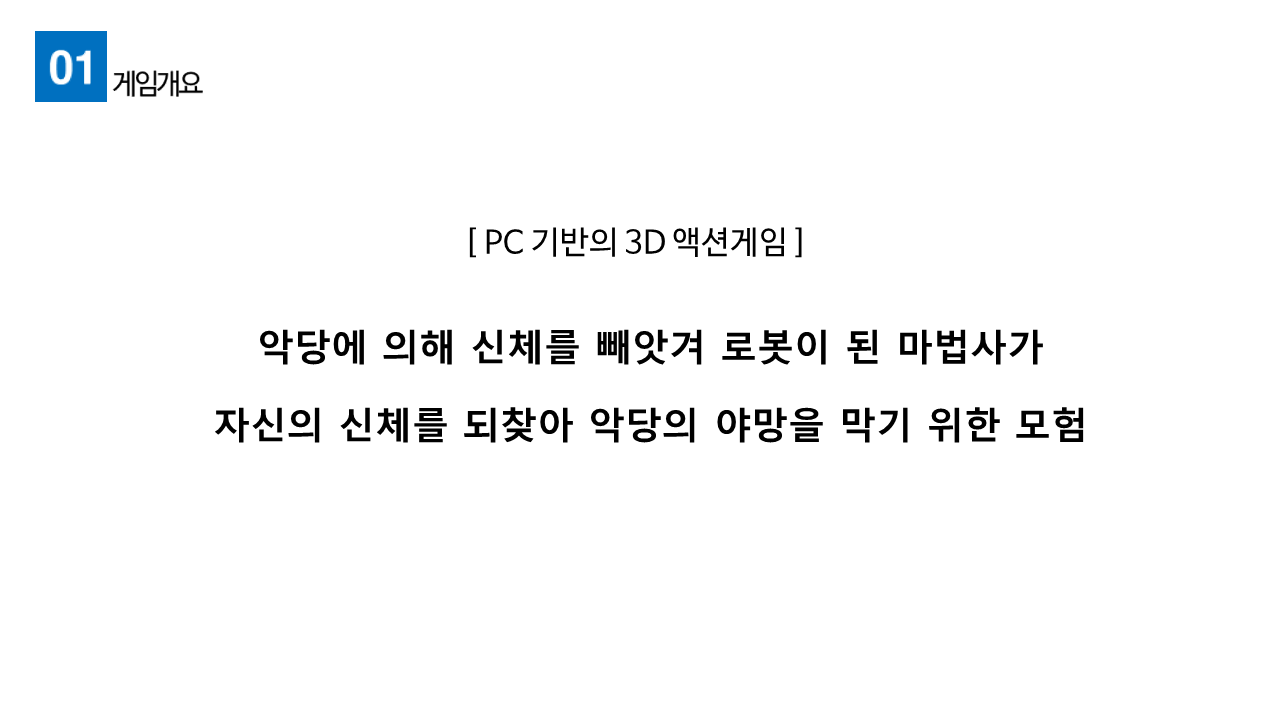 01 게임개요
[ PC 기반의 3D 액션게임 ]
악당에 의해 신체를 빼앗겨 로봇이 된 마법사가
자신의 신체를 되찾아 악당의 야망을 막기 위한 모험